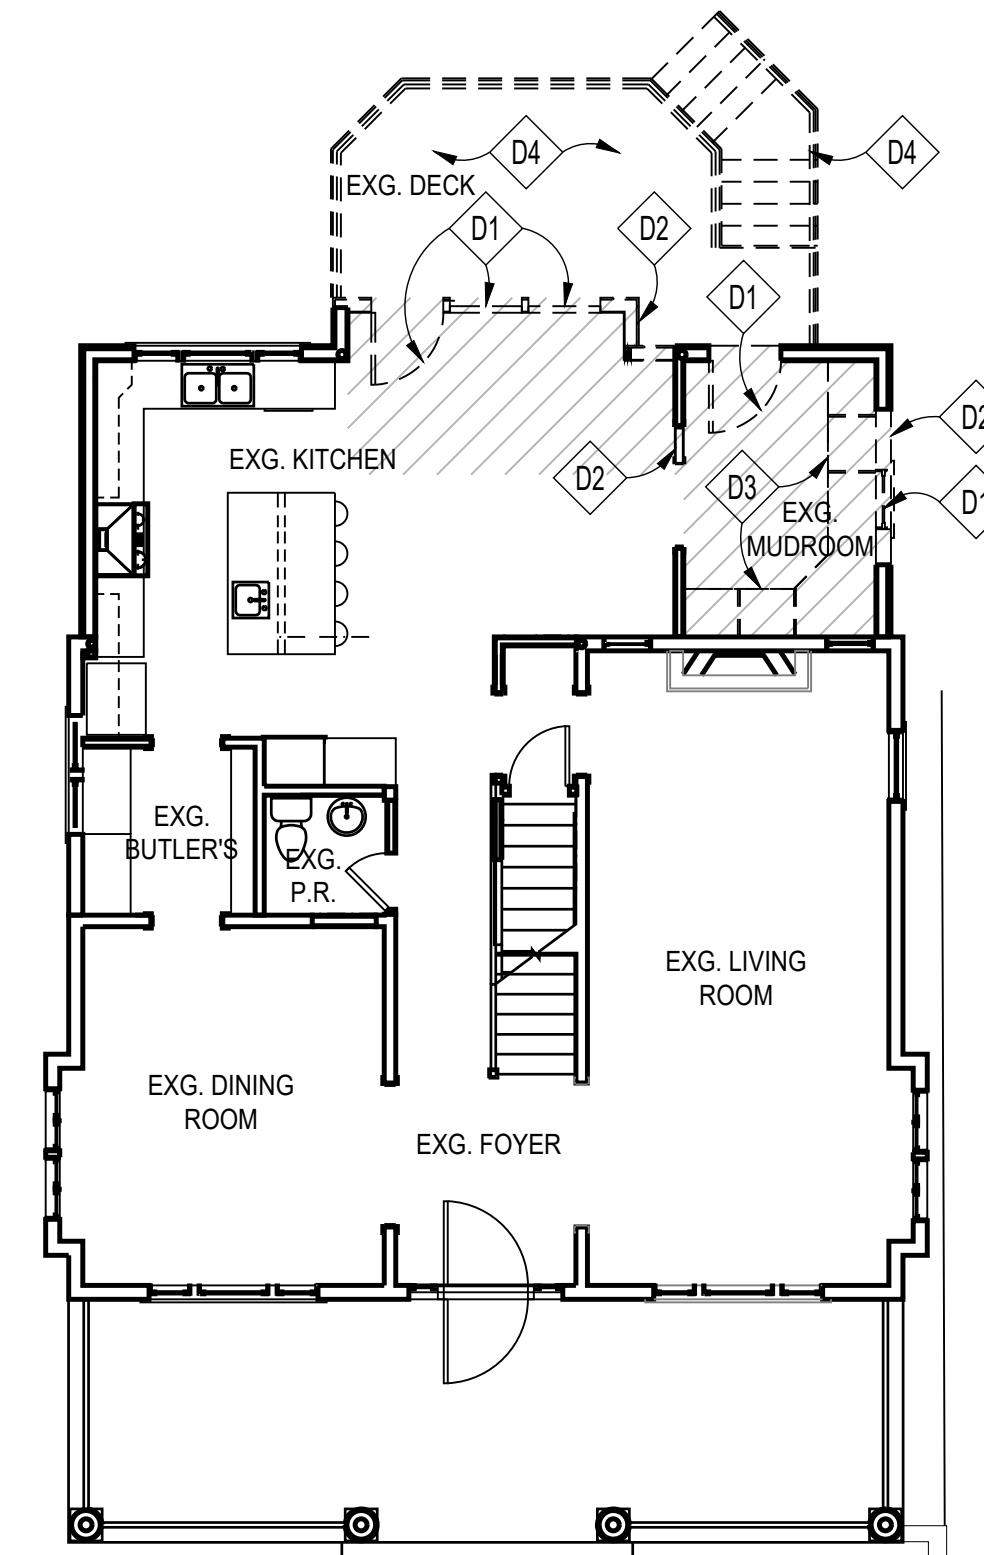 D4
D4
EXG. DECK
D1
D2
D1
D2
EXG. KITCHEN
D2
D3
D1
EXG.
MUDROOM
EXG.
BUTLER'S
EXG.
P.R.
EXG. LIVING
ROOM
EXG. DINING
ROOM
EXG. FOYER